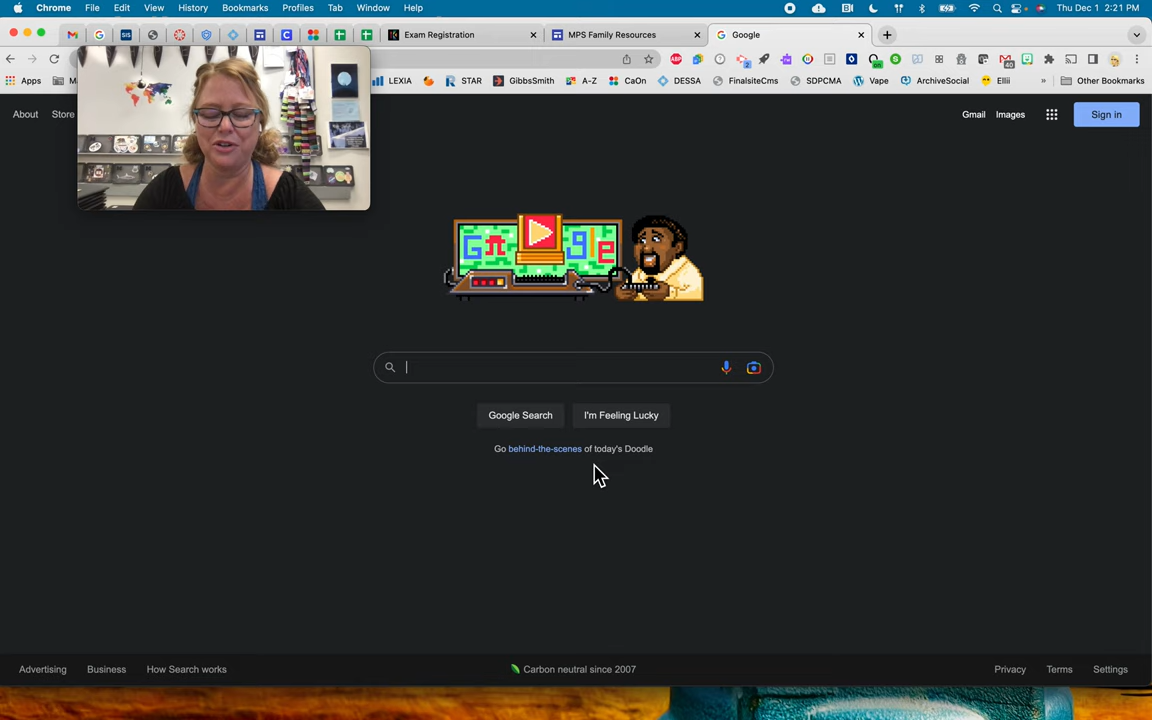 Chrome File Edit View History Bookmarks Profiles Tab Window Help Thu Dec 1 2:21 PM
SIS Exam Registration MPS Family Resources Google
ABP
Apps LEXIA STAR GibbsSmith A-Z CaOn DESSA FinalsiteCms SDPCMA Vape ArchiveSocial Ellii » Other Bookmarks
About Store Gmail Images Sign in
Google Search I'm Feeling Lucky
Go behind-the-scenes of today's Doodle
Advertising Business How Search works Carbon neutral since 2007 Privacy Terms Settings